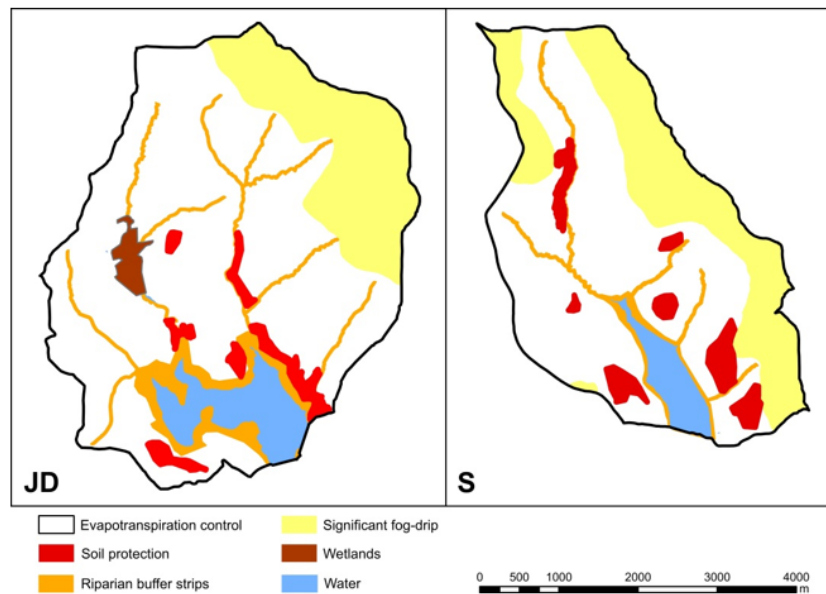 JD
S
Evapotranspiration control
Significant fog-drip
Soil protection
Wetlands
Riparian buffer strips
Water
0 500 1000 2000 3000 4000
m